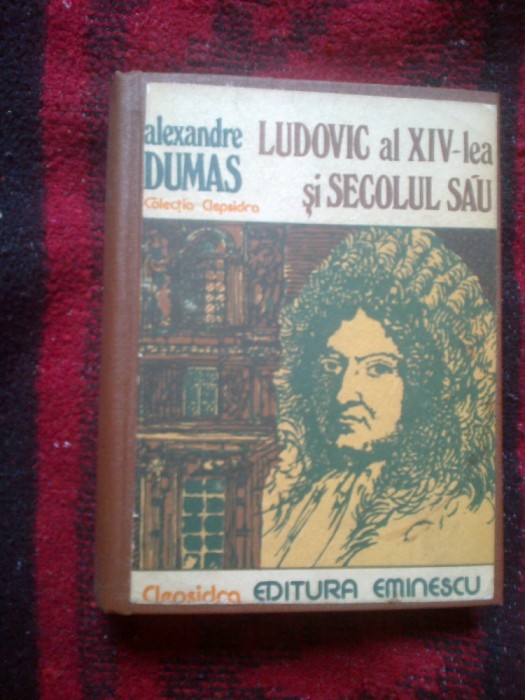 alexandre
DUMAS
Colecția Clepsidra
LUDOVIC al XIV-lea
și SECOLUL SĂU
Clepsidra EDITURA EMINESCU